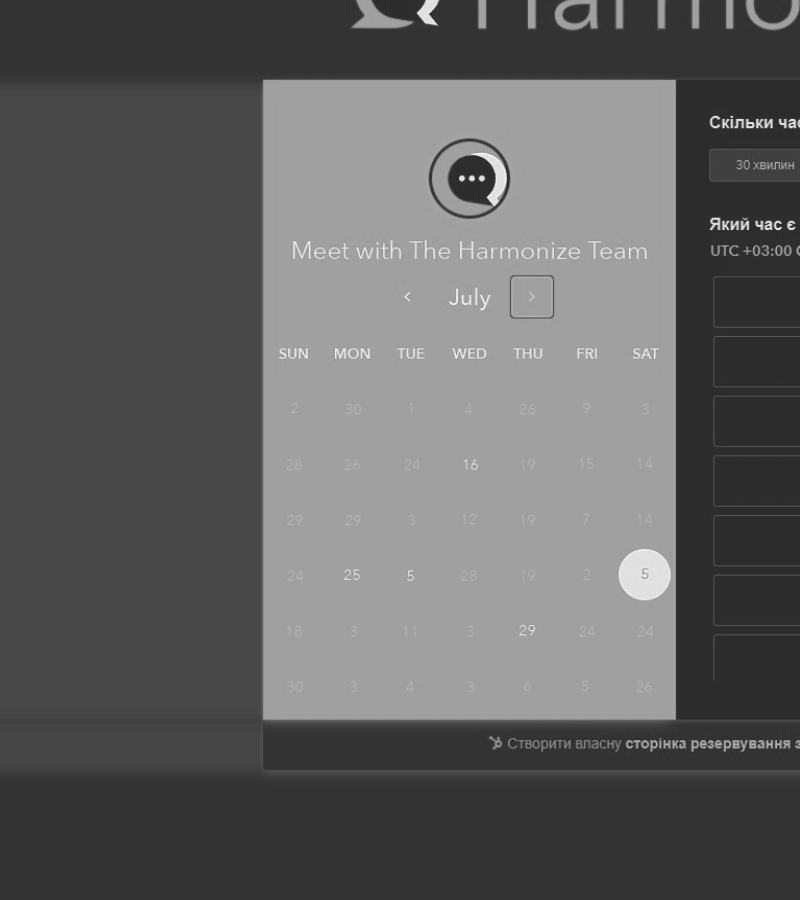 Harmo
Meet with The Harmonize Team
July
SUN MON TUE WED THU FRI SAT
2 30 1 4 26 9 3
28 26 24 16 19 15 14
29 29 3 12 19 7 14
24 25 5 28 19 2 5
18 3 11 3 29 24 24
30 3 4 3 6 5 26
Скільки час
30 хвилин
Який час є
UTC +03:00
Створити власну сторінка резервування з